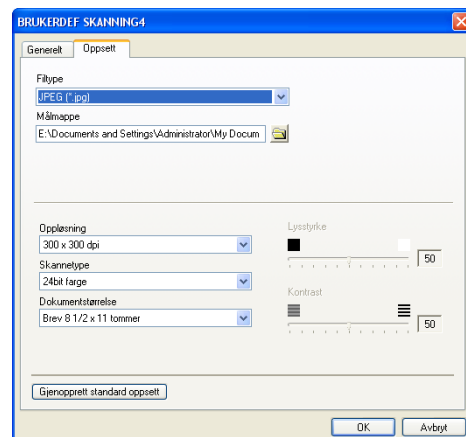 BRUKERDEF SKANNING4
Generelt
Oppsett
Filtype
JPEG (*.jpg)
Målmappe
E:\Documents and Settings\Administrator\My Docum
Oppløsning
300 x 300 dpi
Skannetype
24bit farge
Dokumentstørrelse
Brev 8 1/2 x 11 tommer
Lysstyrke
50
Kontrast
50
Gjenopprett standard oppsett
OK
Avbryt